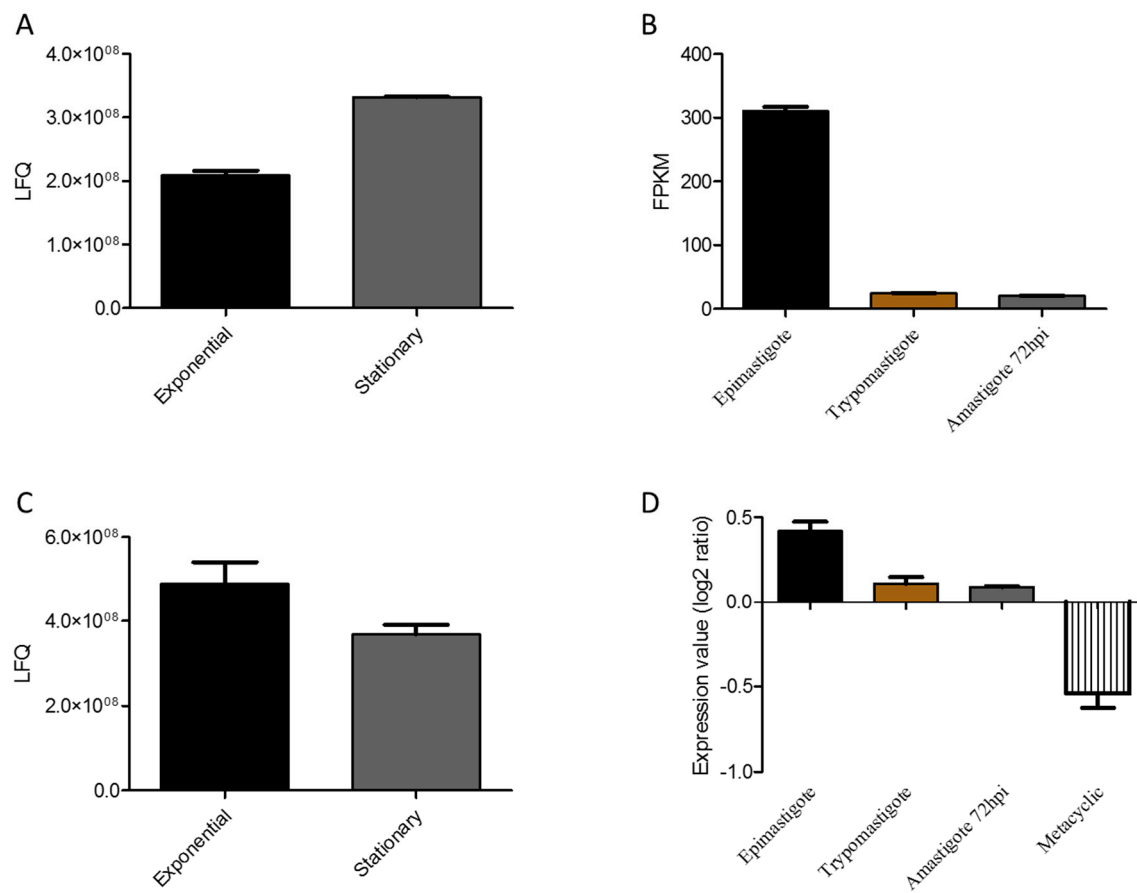 A
4.0×10⁰⁸
3.0×10⁰⁸
2.0×10⁰⁸
1.0×10⁰⁸
0.0
LFQ
Exponential
Stationary
B
400
300
200
100
0
FPKM
Epimastigote
Trypomastigote
Amastigote 72hpi
C
6.0×10⁰⁸
4.0×10⁰⁸
2.0×10⁰⁸
0.0
LFQ
Exponential
Stationary
D
0.5
0.0
-0.5
-1.0
Expression value (log2 ratio)
Epimastigote
Trypomastigote
Amastigote 72hpi
Metacyclic